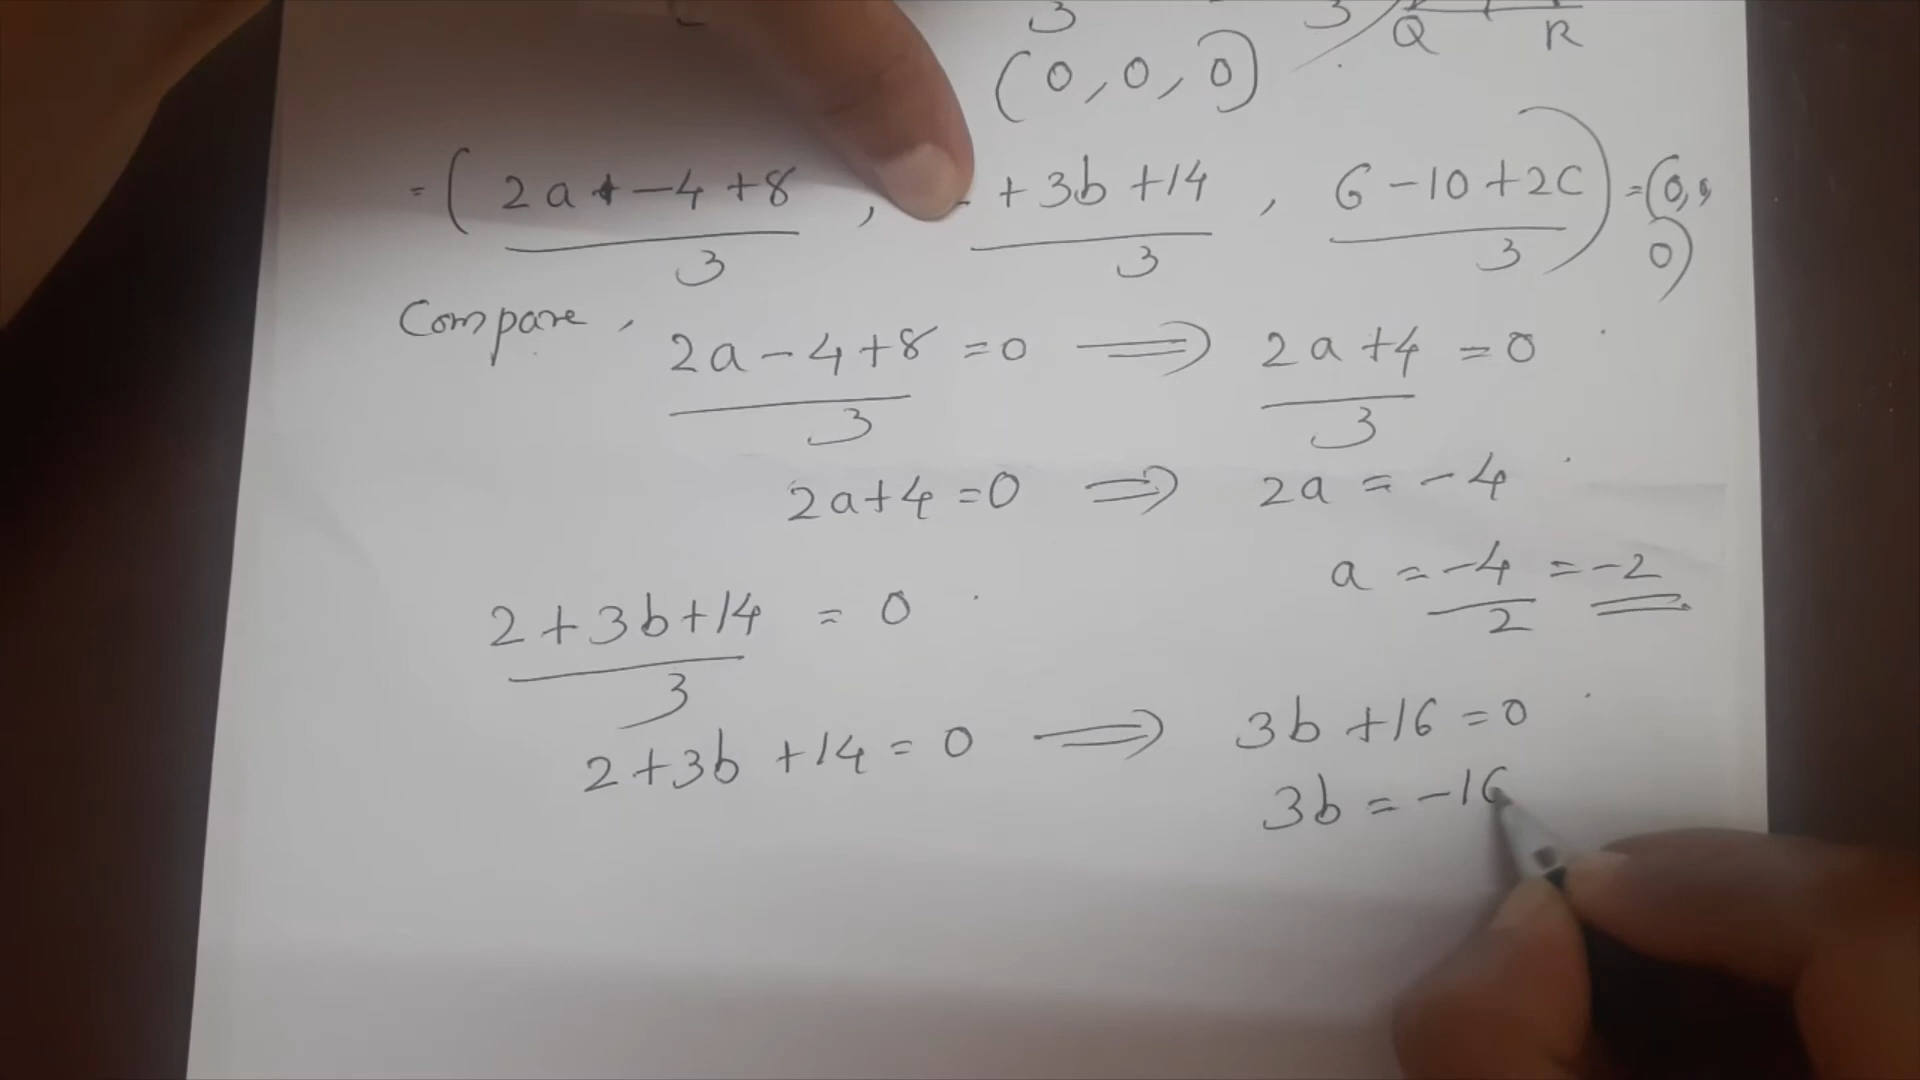 3 3 Q R
(0, 0, 0)
= ( 2a + -4 +8 / 3 , + 3b +14 / 3 , 6 -10 +2c / 3 ) = (0, , 0)
Compare,
2a - 4 +8 / 3 = 0 ⟹ 2a +4 / 3 = 0
2a+4 =0 ⟹ 2a = -4
a = -4 / 2 = -2
2 + 3b +14 / 3 = 0
2 +3b +14 = 0 ⟹ 3b +16 = 0
3b = -16